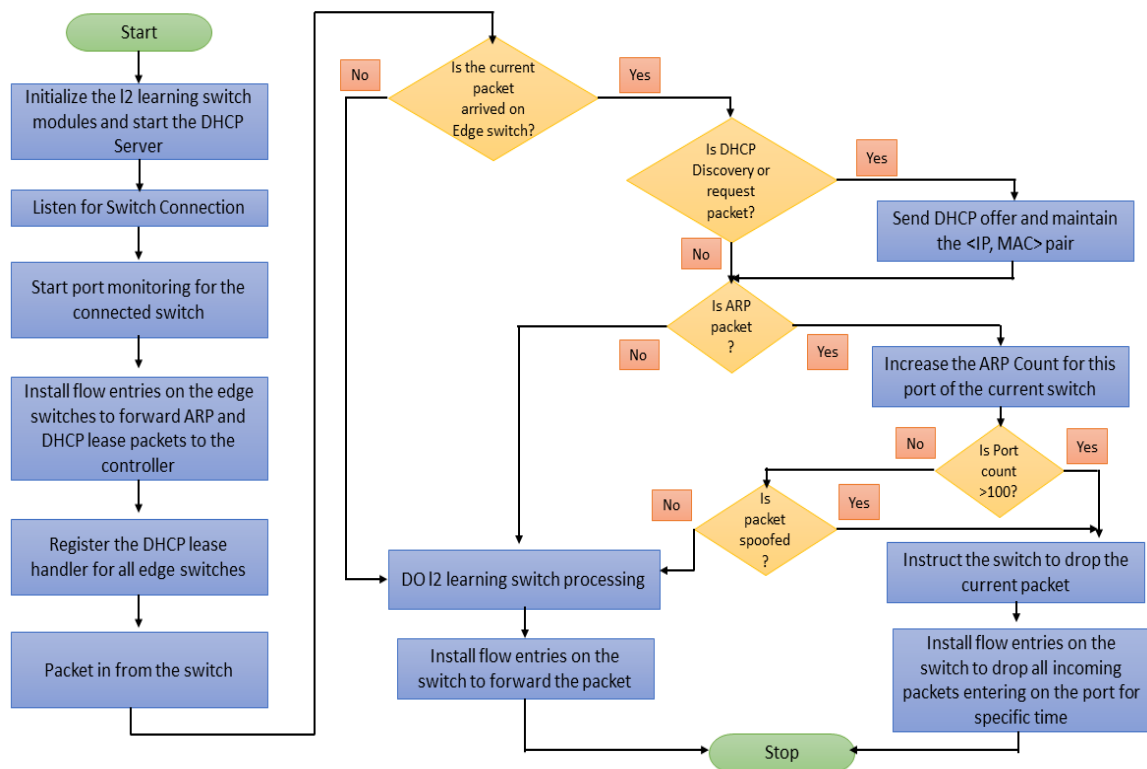 Start
Initialize the l2 learning switch
modules and start the DHCP
Server
Listen for Switch Connection
Start port monitoring for the
connected switch
Install flow entries on the edge
switches to forward ARP and
DHCP lease packets to the
controller
Register the DHCP lease
handler for all edge switches
Packet in from the switch
No
Is the current
packet
arrived on
Edge switch?
Yes
Is DHCP
Discovery or
request
packet?
Yes
Send DHCP offer and maintain
the <IP, MAC> pair
No
Is ARP
packet
?
No
Yes
Increase the ARP Count for this
port of the current switch
No
Is Port
count
>100?
Yes
No
Is
packet
spoofed
?
Yes
DO l2 learning switch processing
Instruct the switch to drop the
current packet
Install flow entries on the
switch to forward the packet
Install flow entries on the
switch to drop all incoming
packets entering on the port for
specific time
Stop